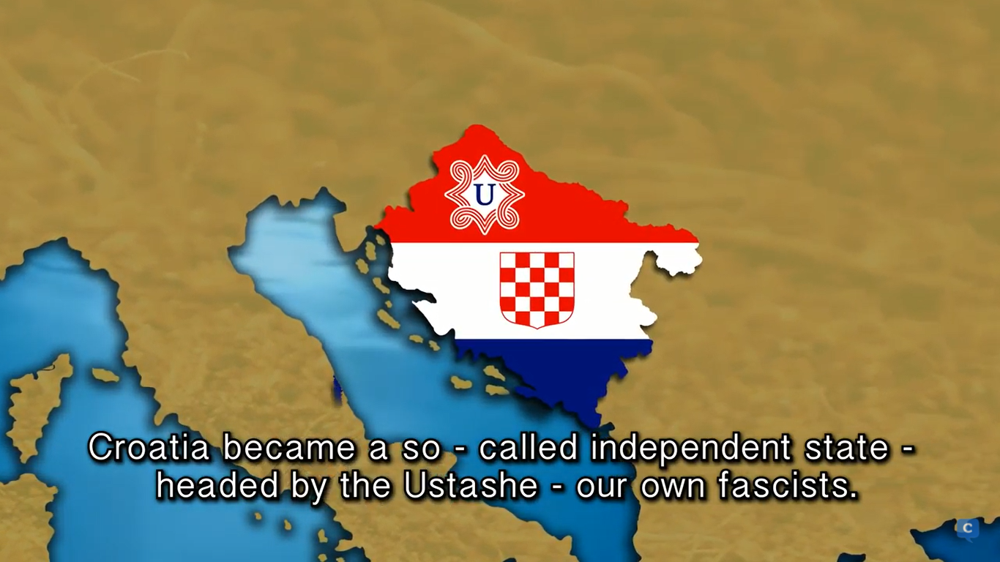 U
Croatia became a so - called independent state -
headed by the Ustashe - our own fascists.
C